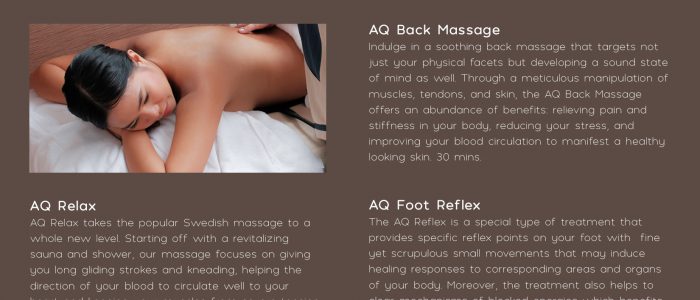 AQ Back Massage
Indulge in a soothing back massage that targets not
just your physical facets but developing a sound state
of mind as well. Through a meticulous manipulation of
muscles, tendons, and skin, the AQ Back Massage
offers an abundance of benefits: relieving pain and
stiffness in your body, reducing your stress, and
improving your blood circulation to manifest a healthy
looking skin. 30 mins.
AQ Relax
AQ Relax takes the popular Swedish massage to a
whole new level. Starting off with a revitalizing
sauna and shower, our massage focuses on giving
you long gliding strokes and kneading, helping the
direction of your blood to circulate well to your
AQ Foot Reflex
The AQ Reflex is a special type of treatment that
provides specific reflex points on your foot with fine
yet scrupulous small movements that may induce
healing responses to corresponding areas and organs
of your body. Moreover, the treatment also helps to